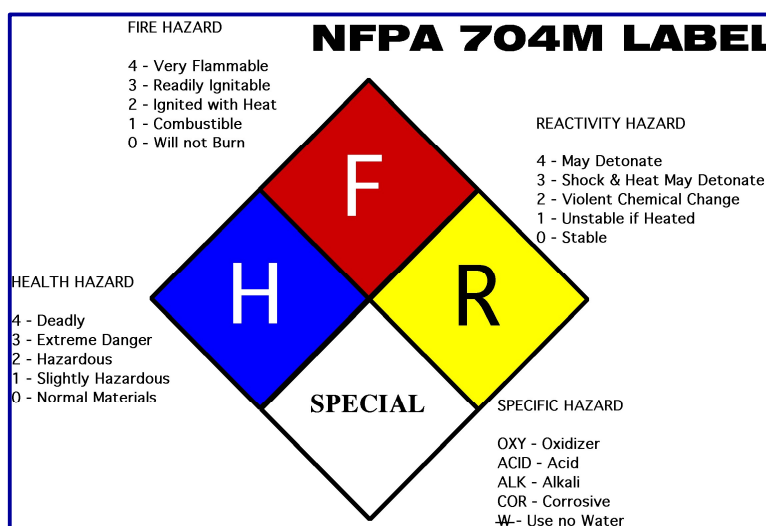 NFPA 704M LABEL
FIRE HAZARD
4 - Very Flammable
3 - Readily Ignitable
2 - Ignited with Heat
1 - Combustible
0 - Will not Burn
REACTIVITY HAZARD
4 - May Detonate
3 - Shock & Heat May Detonate
2 - Violent Chemical Change
1 - Unstable if Heated
0 - Stable
F
H
R
HEALTH HAZARD
4 - Deadly
3 - Extreme Danger
2 - Hazardous
1 - Slightly Hazardous
0 - Normal Materials
SPECIAL
SPECIFIC HAZARD
OXY - Oxidizer
ACID - Acid
ALK - Alkali
COR - Corrosive
W - Use no Water